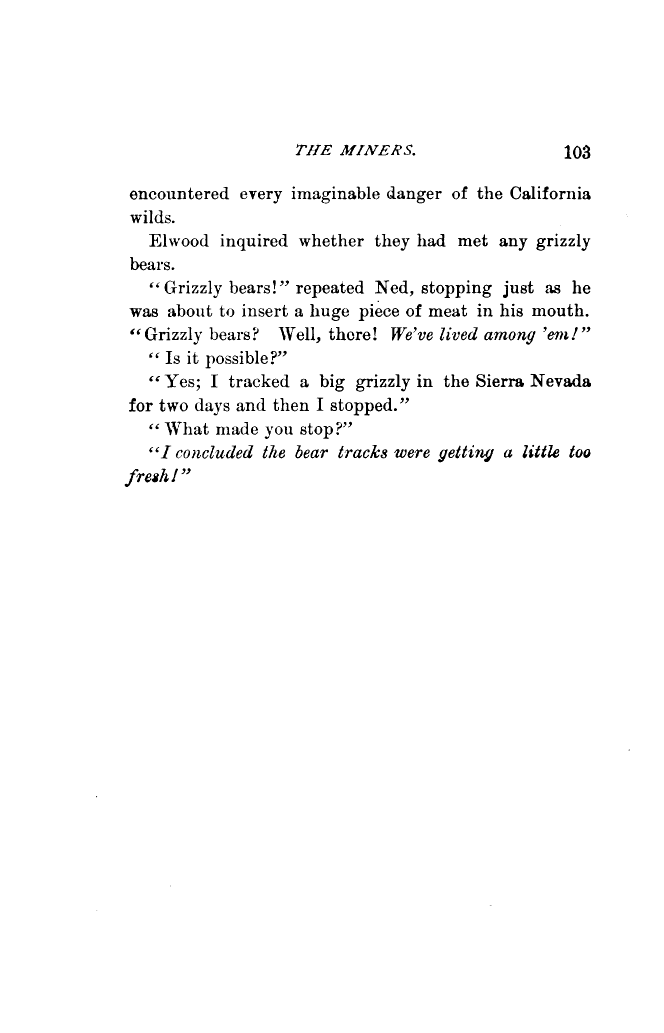 THE MINERS. 103
encountered every imaginable danger of the California
wilds.
Elwood inquired whether they had met any grizzly
bears.
“Grizzly bears!” repeated Ned, stopping just as he
was about to insert a huge piece of meat in his mouth.
“Grizzly bears? Well, there! We've lived among 'em!”
“Is it possible?”
“Yes; I tracked a big grizzly in the Sierra Nevada
for two days and then I stopped.”
“What made you stop?”
“I concluded the bear tracks were getting a little too
fresh!”